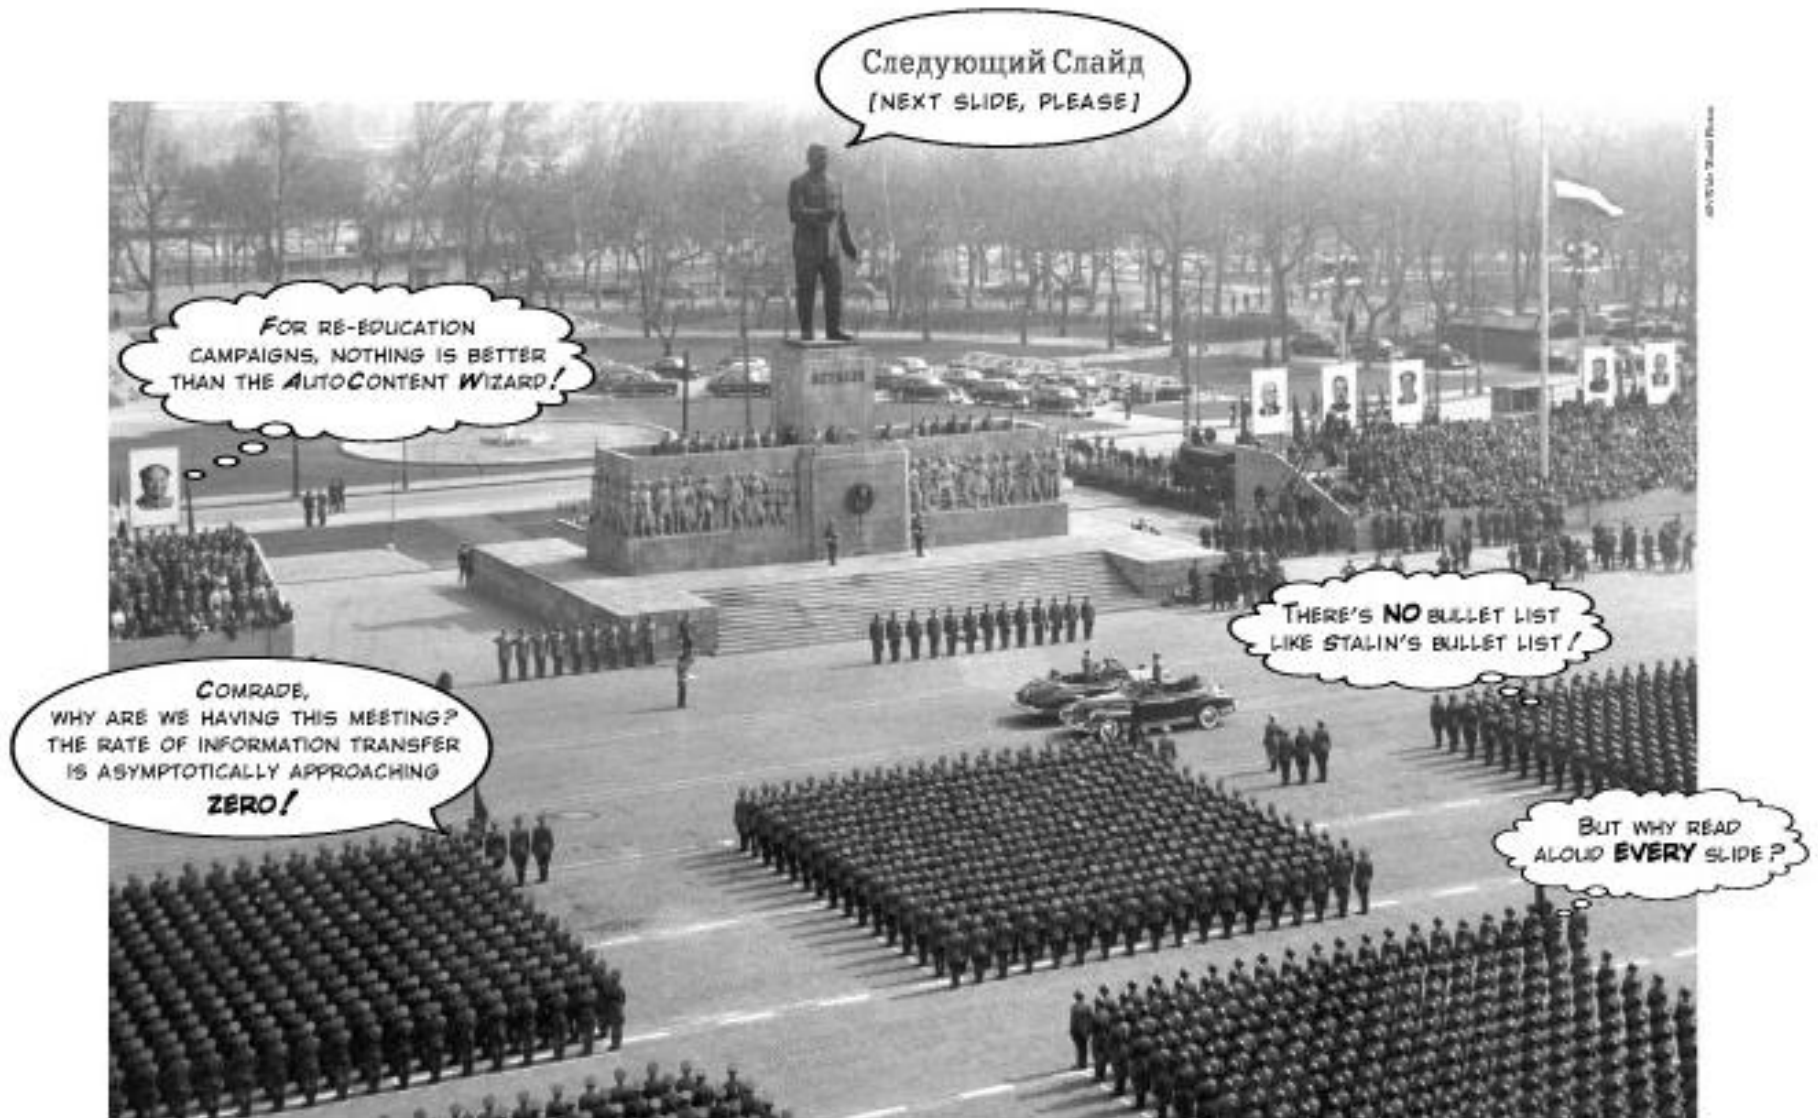 Следующий Слайд
[NEXT SLIDE, PLEASE]
FOR RE-EDUCATION
CAMPAIGNS, NOTHING IS BETTER
THAN THE AUTOCONTENT WIZARD!
THERE'S NO BULLET LIST
LIKE STALIN'S BULLET LIST!
COMRADE,
WHY ARE WE HAVING THIS MEETING?
THE RATE OF INFORMATION TRANSFER
IS ASYMPTOTICALLY APPROACHING
ZERO!
BUT WHY READ
ALOUD EVERY SLIDE?